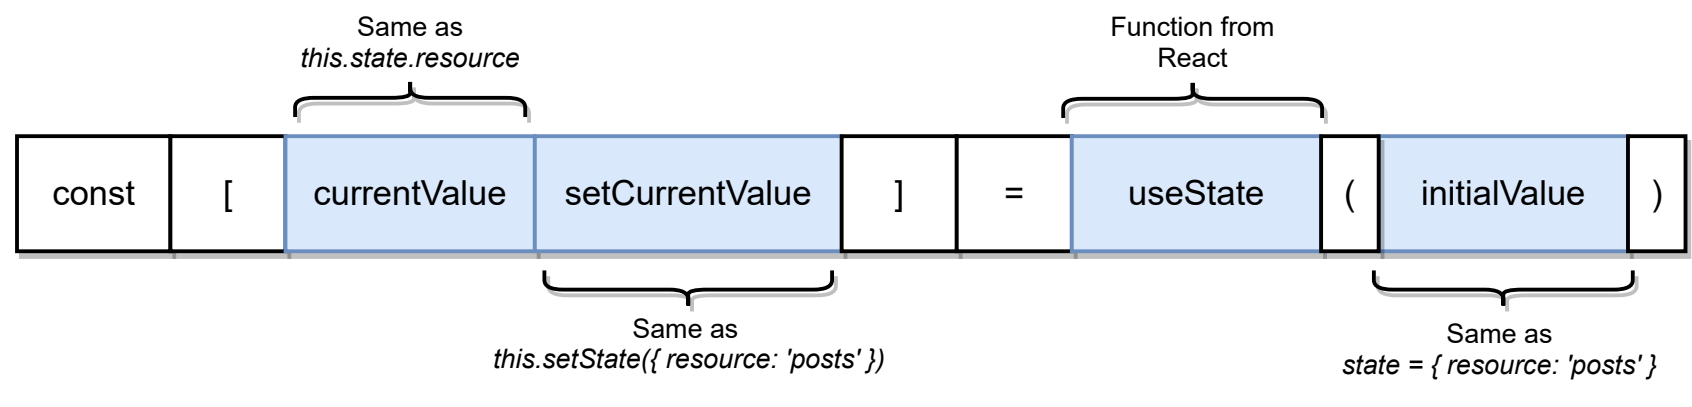 Same as
this.state.resource
Function from
React
const [ currentValue setCurrentValue ] = useState ( initialValue )
Same as
this.setState({ resource: 'posts' })
Same as
state = { resource: 'posts' }